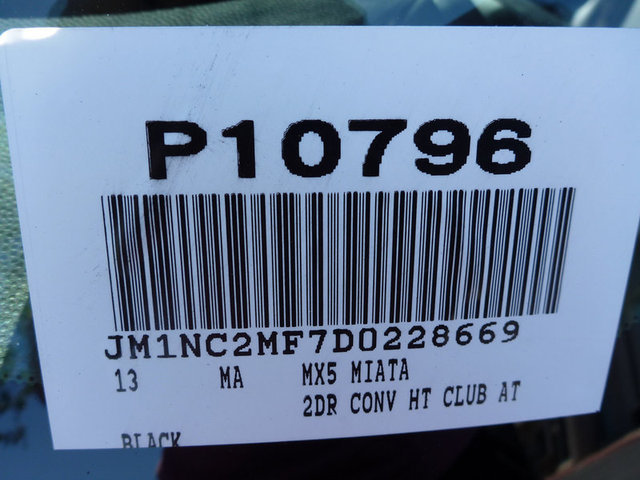 P10796
JM1NC2MF7D0228669
13 MA MX5 MIATA
2DR CONV HT CLUB AT
BLACK